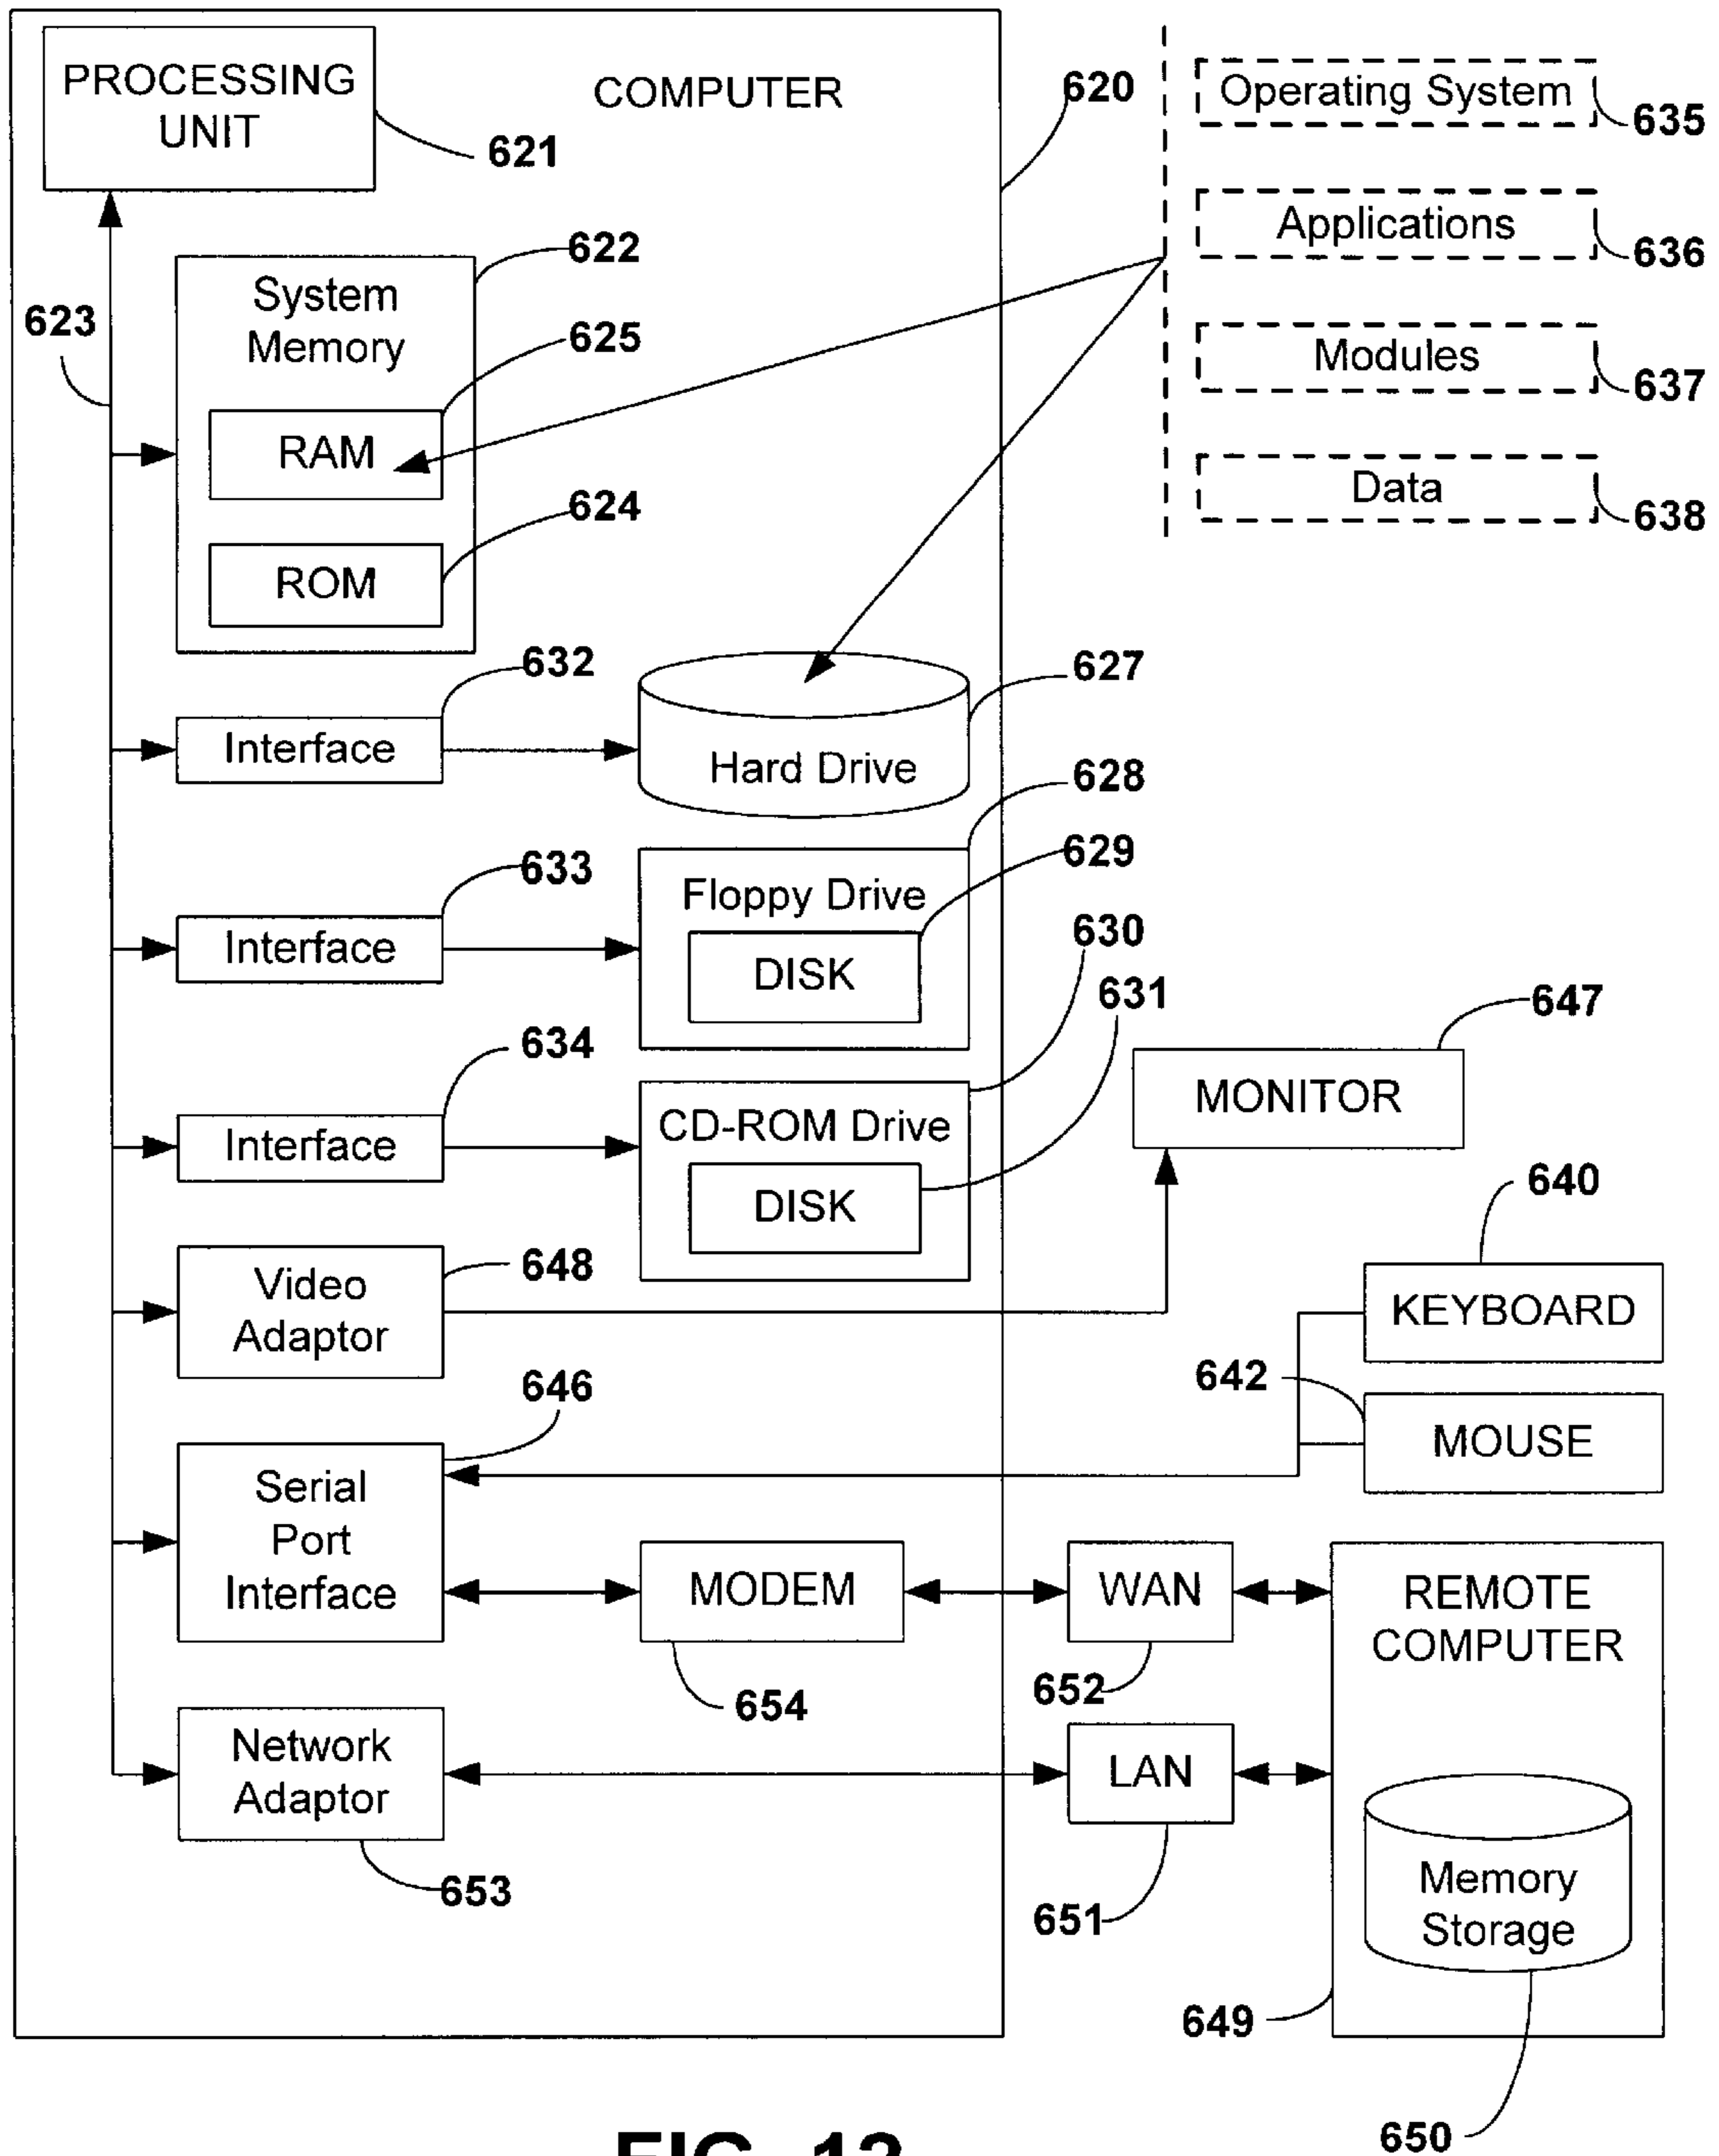 PROCESSING
UNIT
621
COMPUTER
620
Operating System
635
Applications
636
Modules
637
Data
638
623
622
System
Memory
625
RAM
624
ROM
632
Interface
627
Hard Drive
633
Interface
628
629
Floppy Drive
DISK
634
Interface
630
631
CD-ROM Drive
DISK
647
MONITOR
648
Video
Adaptor
640
KEYBOARD
642
MOUSE
646
Serial
Port
Interface
MODEM
654
WAN
652
REMOTE
COMPUTER
Network
Adaptor
653
LAN
651
Memory
Storage
649
650